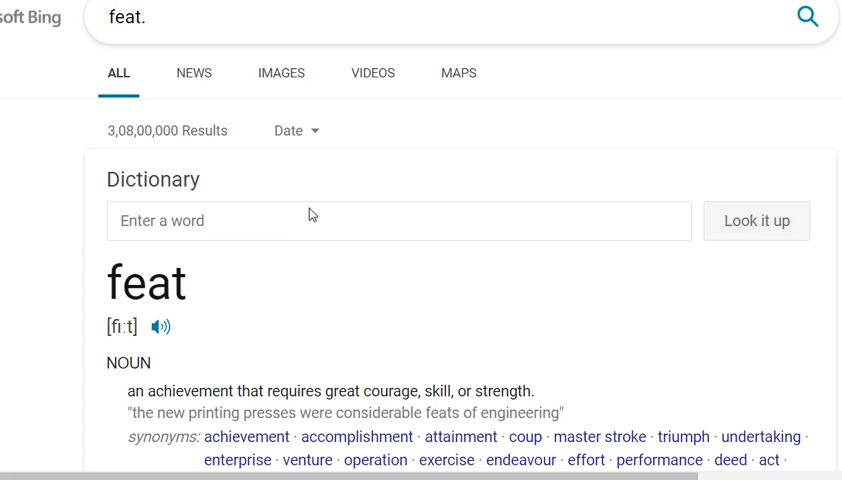 soft Bing
feat.
ALL NEWS IMAGES VIDEOS MAPS
3,08,00,000 Results Date
Dictionary
Enter a word Look it up
feat
[fiːt]
NOUN
an achievement that requires great courage, skill, or strength.
"the new printing presses were considerable feats of engineering"
synonyms: achievement · accomplishment · attainment · coup · master stroke · triumph · undertaking ·
enterprise · venture · operation · exercise · endeavour · effort · performance · deed · act ·